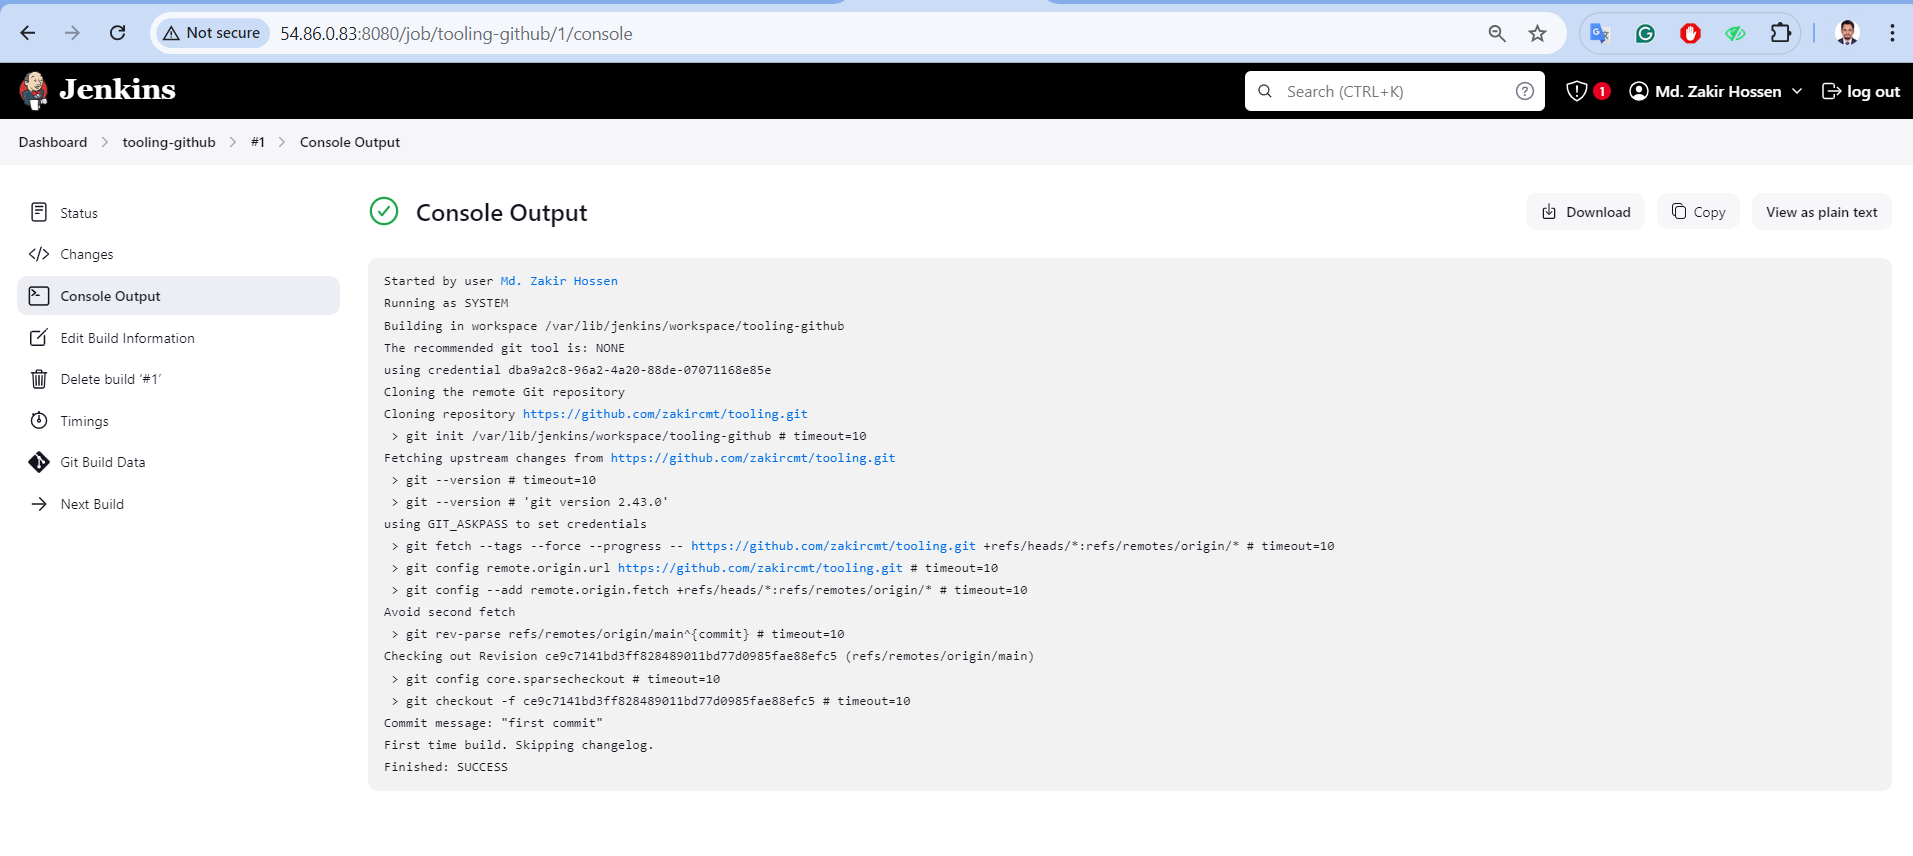 Not secure 54.86.0.83:8080/job/tooling-github/1/console
Jenkins
Search (CTRL+K)
1
Md. Zakir Hossen
log out
Dashboard > tooling-github > #1 > Console Output
Status
Changes
Console Output
Edit Build Information
Delete build ‘#1’
Timings
Git Build Data
Next Build
Console Output
Download
Copy
View as plain text
Started by user Md. Zakir Hossen
Running as SYSTEM
Building in workspace /var/lib/jenkins/workspace/tooling-github
The recommended git tool is: NONE
using credential dba9a2c8-96a2-4a20-88de-07071168e85e
Cloning the remote Git repository
Cloning repository https://github.com/zakircmt/tooling.git
> git init /var/lib/jenkins/workspace/tooling-github # timeout=10
Fetching upstream changes from https://github.com/zakircmt/tooling.git
> git --version # timeout=10
> git --version # 'git version 2.43.0'
using GIT_ASKPASS to set credentials
> git fetch --tags --force --progress -- https://github.com/zakircmt/tooling.git +refs/heads/*:refs/remotes/origin/* # timeout=10
> git config remote.origin.url https://github.com/zakircmt/tooling.git # timeout=10
> git config --add remote.origin.fetch +refs/heads/*:refs/remotes/origin/* # timeout=10
Avoid second fetch
> git rev-parse refs/remotes/origin/main^{commit} # timeout=10
Checking out Revision ce9c7141bd3ff828489011bd77d0985fae88efc5 (refs/remotes/origin/main)
> git config core.sparsecheckout # timeout=10
> git checkout -f ce9c7141bd3ff828489011bd77d0985fae88efc5 # timeout=10
Commit message: "first commit"
First time build. Skipping changelog.
Finished: SUCCESS